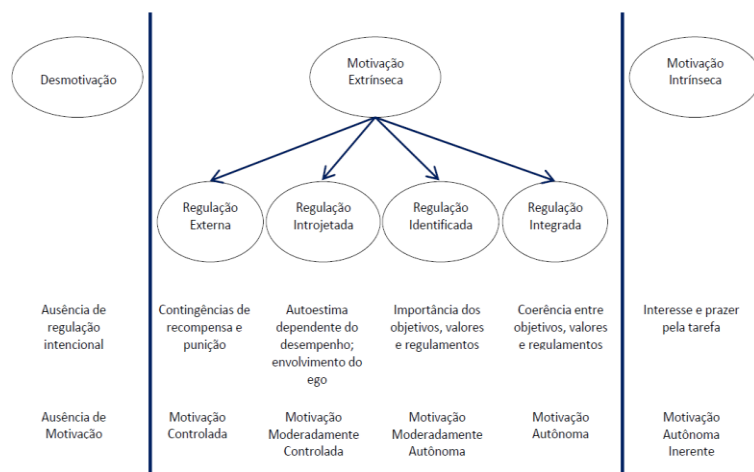 Desmotivação
Motivação
Extrínseca
Motivação
Intrínseca
Regulação
Externa
Regulação
Introjetada
Regulação
Identificada
Regulação
Integrada
Ausência de
regulação
intencional
Contingências de
recompensa e
punição
Autoestima
dependente do
desempenho;
envolvimento do
ego
Importância dos
objetivos, valores
e regulamentos
Coerência entre
objetivos, valores
e regulamentos
Interesse e prazer
pela tarefa
Ausência de
Motivação
Motivação
Controlada
Motivação
Moderadamente
Controlada
Motivação
Moderadamente
Autônoma
Motivação
Autônoma
Motivação
Autônoma
Inerente